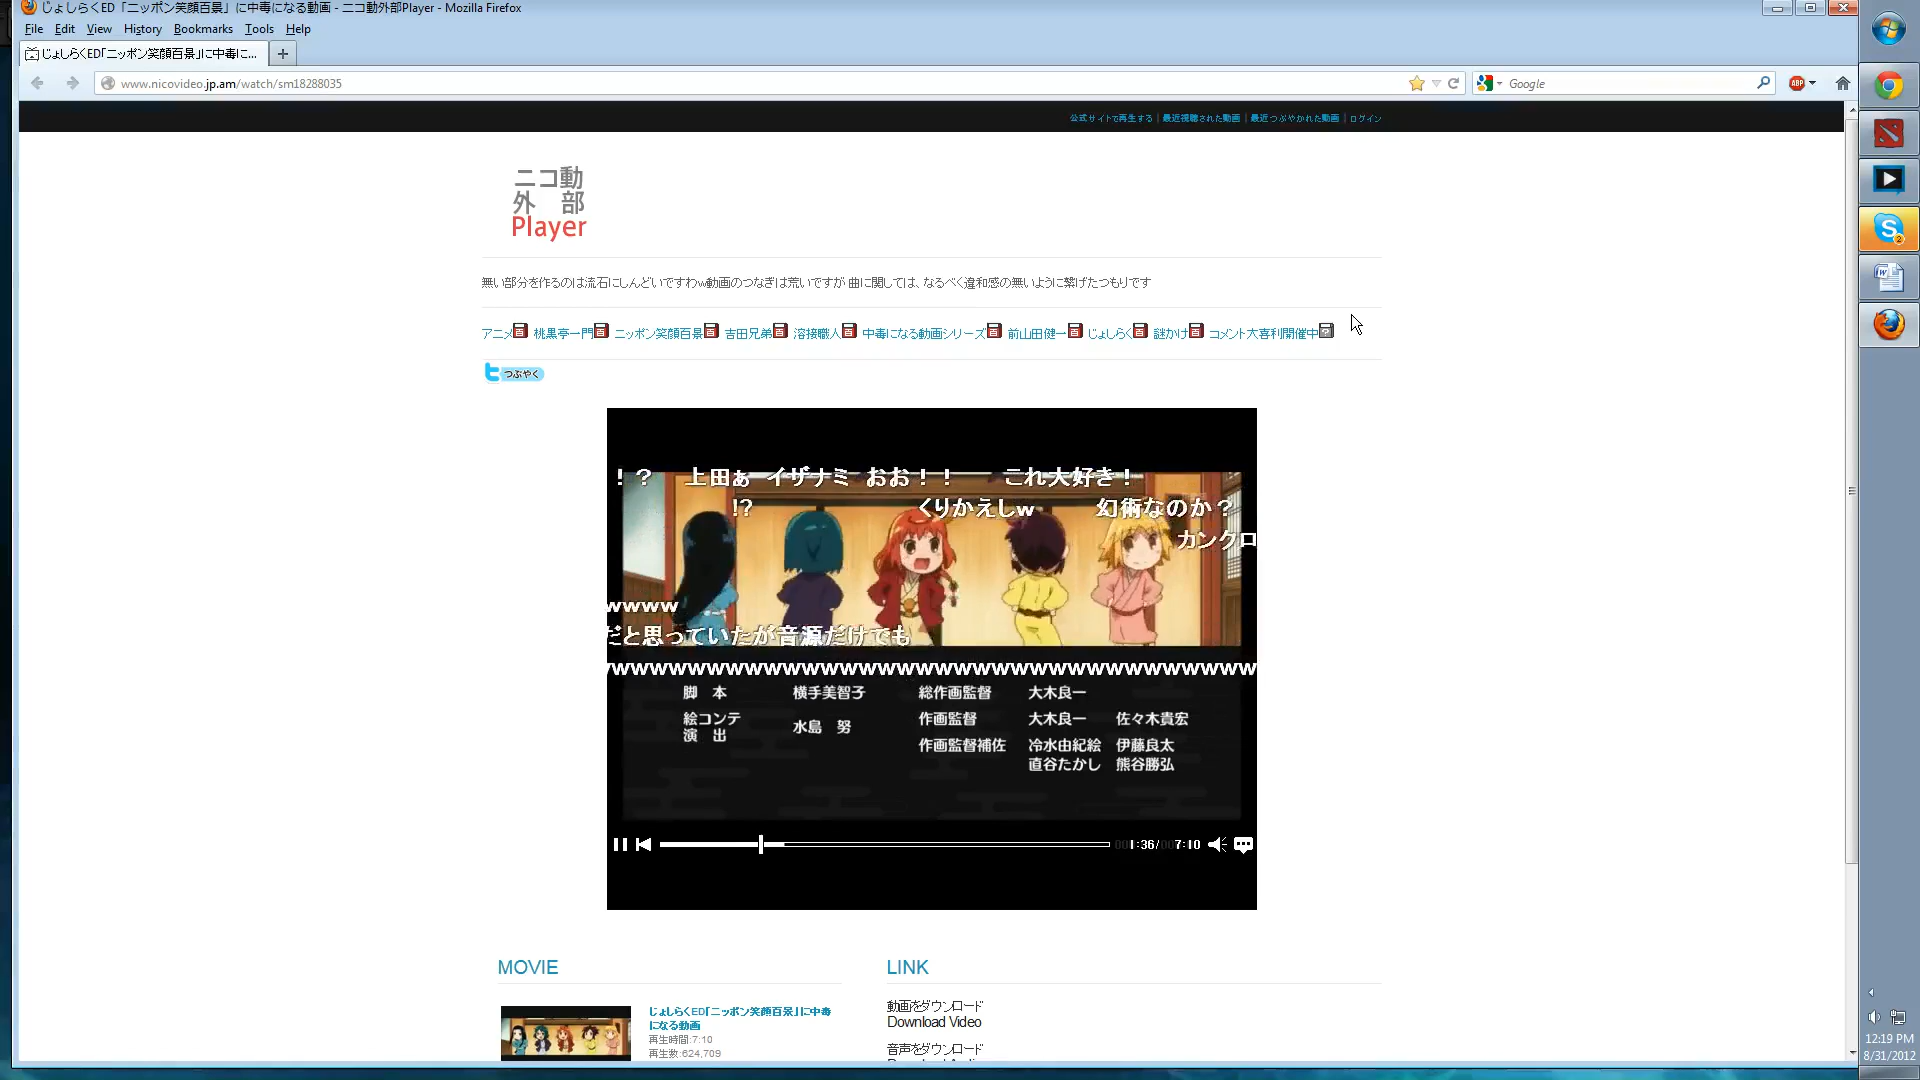 じょしらくED「ニッポン笑顔百景」に中毒になる動画 - ニコ動外部Player - Mozilla Firefox
File Edit View History Bookmarks Tools Help
じょしらくED「ニッポン笑顔百景」に中毒に...
www.nicovideo.jp.am/watch/sm18288035
Google
ABP
公式サイトで再生する | 最近視聴された動画 | 最近つぶやかれた動画 | ログイン
ニコ動
外 部
Player
無い部分を作るのは流石にしんどいですわw動画のつなぎは荒いですが 曲に関しては、なるべく違和感の無いように繋げたつもりです
アニメ百 桃黒亭一門百 ニッポン笑顔百景百 吉田兄弟百 溶接職人百 中毒になる動画シリーズ百 前山田健一百 じょしらく百 謎かけ百 コメント大喜利開催中
つぶやく
！？ 上田ぁ イザナミ おお！！ これ大好き！
!? くりかえしw 幻術なのか？
カンクロ
wwww
だと思っていたが音源だけでも
wwwwwwwwwwwwwwwwwwwwwwwwwwwwwwwwww
脚 本 横手美智子 総作画監督 大木良一
絵コンテ
演 出 水島 努 作画監督 大木良一 佐々木貴宏
作画監督補佐 冷水由紀絵 伊藤良太
直谷たかし 熊谷勝弘
001:36/007:10
MOVIE
じょしらくED「ニッポン笑顔百景」に中毒
になる動画
再生時間:7:10
再生数:624,709
LINK
動画をダウンロード
Download Video
音声をダウンロード
12:19 PM
8/31/2012